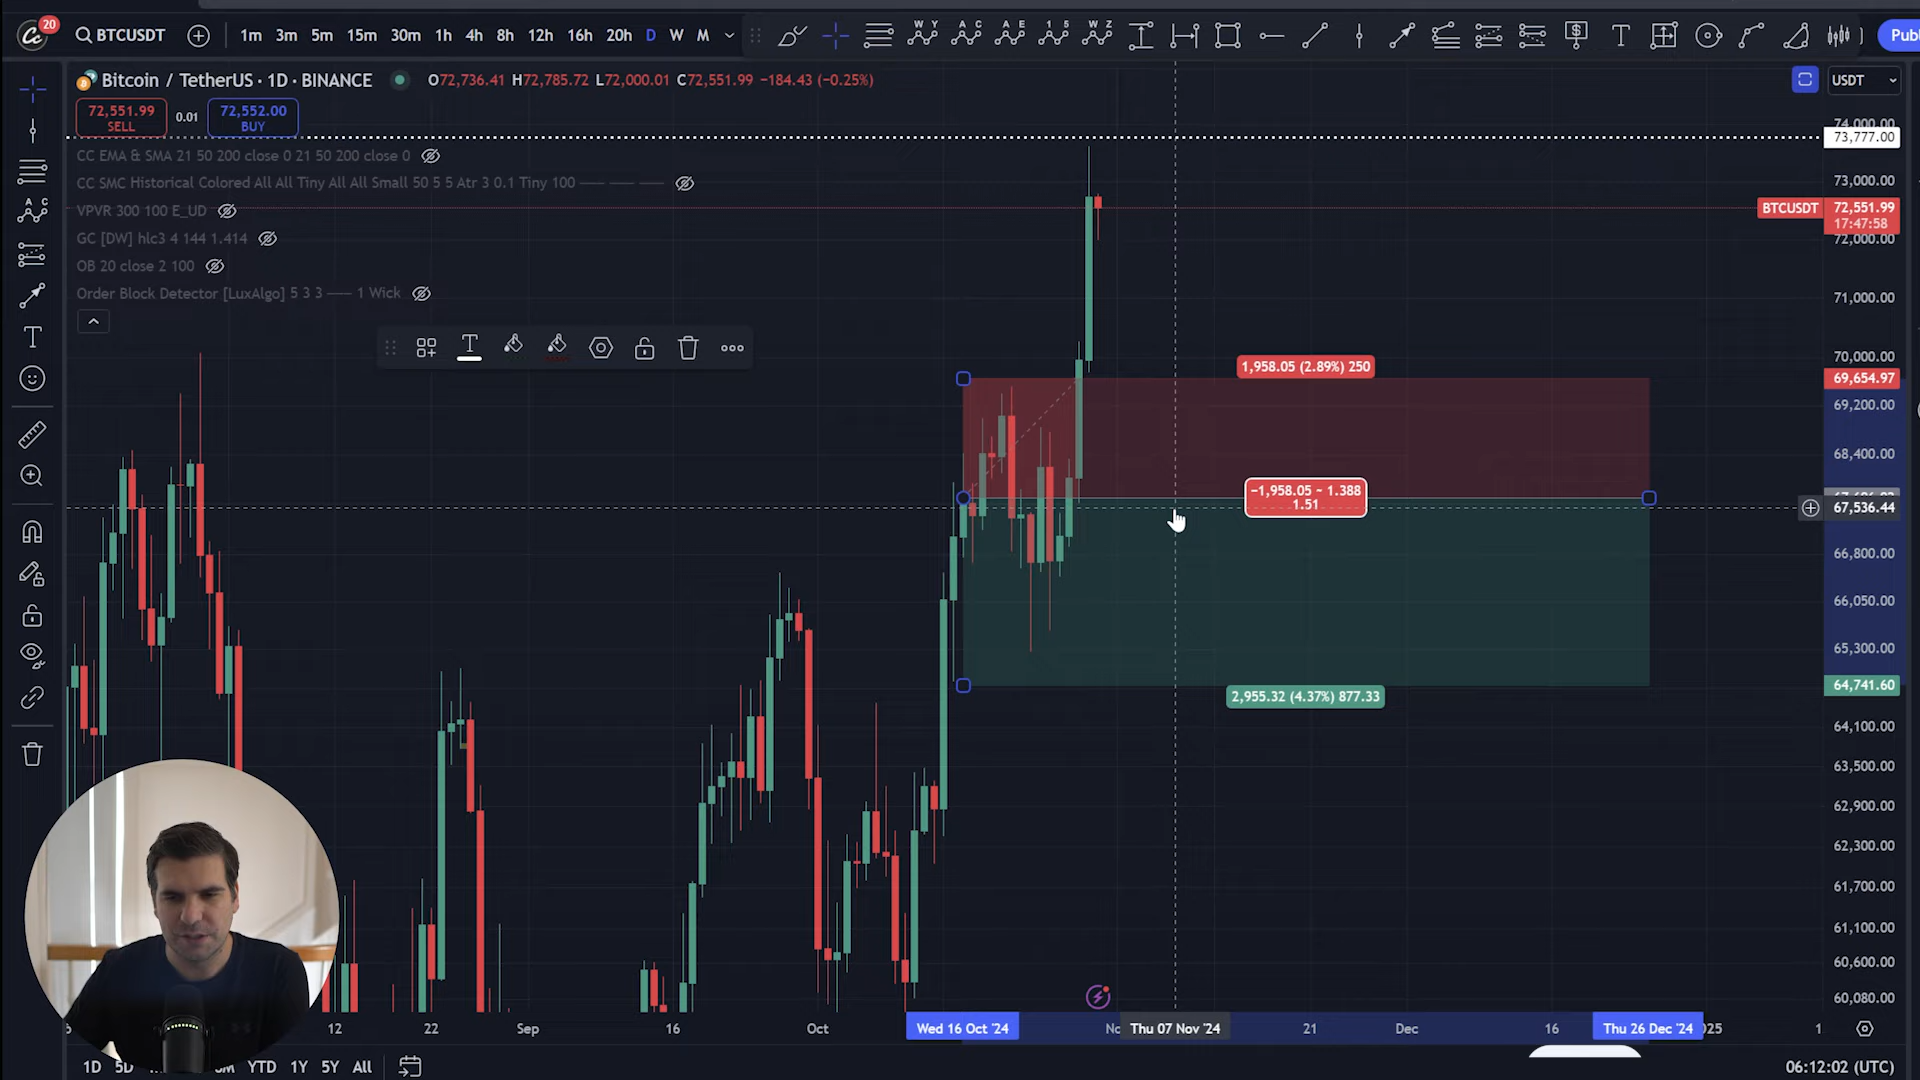 20
BTCUSDT
1m 3m 5m 15m 30m 1h 4h 8h 12h 16h 20h D W M
W Y
A C
A E
1 5
W Z
Bitcoin / TetherUS · 1D · BINANCE
O72,736.41 H72,785.72 L72,000.01 C72,551.99 −184.43 (−0.25%)
USDT
72,551.99
SELL
0.01
72,552.00
BUY
CC EMA & SMA 21 50 200 close 0 21 50 200 close 0
CC SMC Historical Colored All All Tiny All All Small 50 5 5 Atr 3 0.1 Tiny 100
VPVR 300 100 E_UD
GC [DW] hlc3 4 144 1.414
OB 20 close 2 100
Order Block Detector [LuxAlgo] 5 3 3 1 Wick
A C
T
T
74,000.00
73,777.00
73,000.00
BTCUSDT
72,551.99
17:47:58
72,000.00
71,000.00
70,000.00
69,654.97
69,200.00
68,400.00
67,536.44
66,800.00
66,050.00
65,300.00
64,741.60
64,100.00
63,500.00
62,900.00
62,300.00
61,700.00
61,100.00
60,600.00
60,080.00
1,958.05 (2.89%) 250
−1,958.05 ~ 1.388
1.51
2,955.32 (4.37%) 877.33
12 22 Sep 16 Oct Wed 16 Oct '24 Thu 07 Nov '24 21 Dec 16 Thu 26 Dec '24
1D YTD 1Y 5Y All
06:12:02 (UTC)